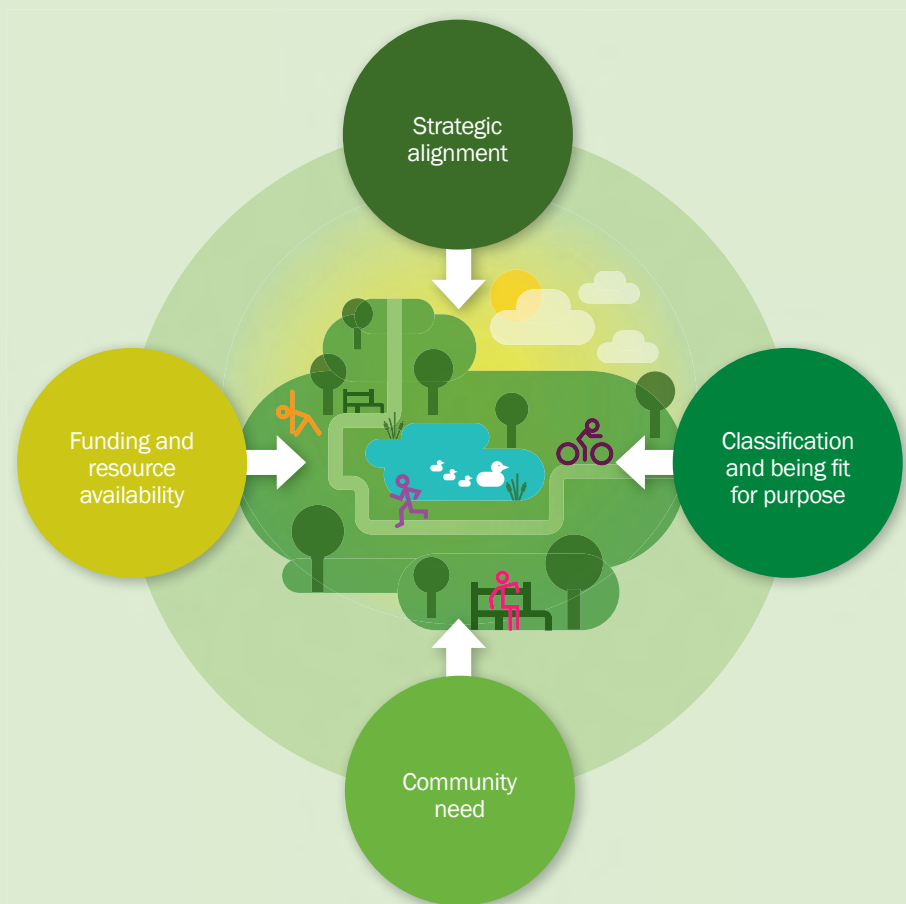 Strategic
alignment
Funding and
resource
availability
Classification
and being fit
for purpose
Community
need